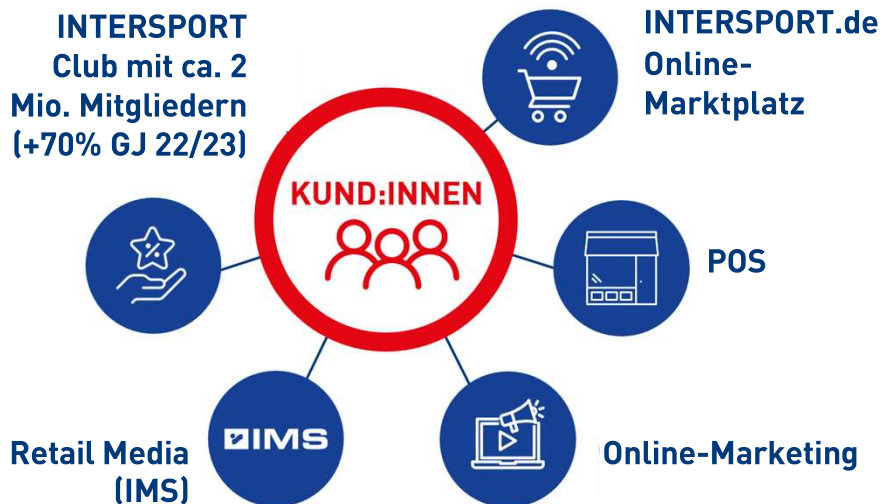 INTERSPORT
Club mit ca. 2
Mio. Mitgliedern
(+70% GJ 22/23)
INTERSPORT.de
Online-
Marktplatz
KUND:INNEN
POS
IMS
Retail Media
(IMS)
Online-Marketing